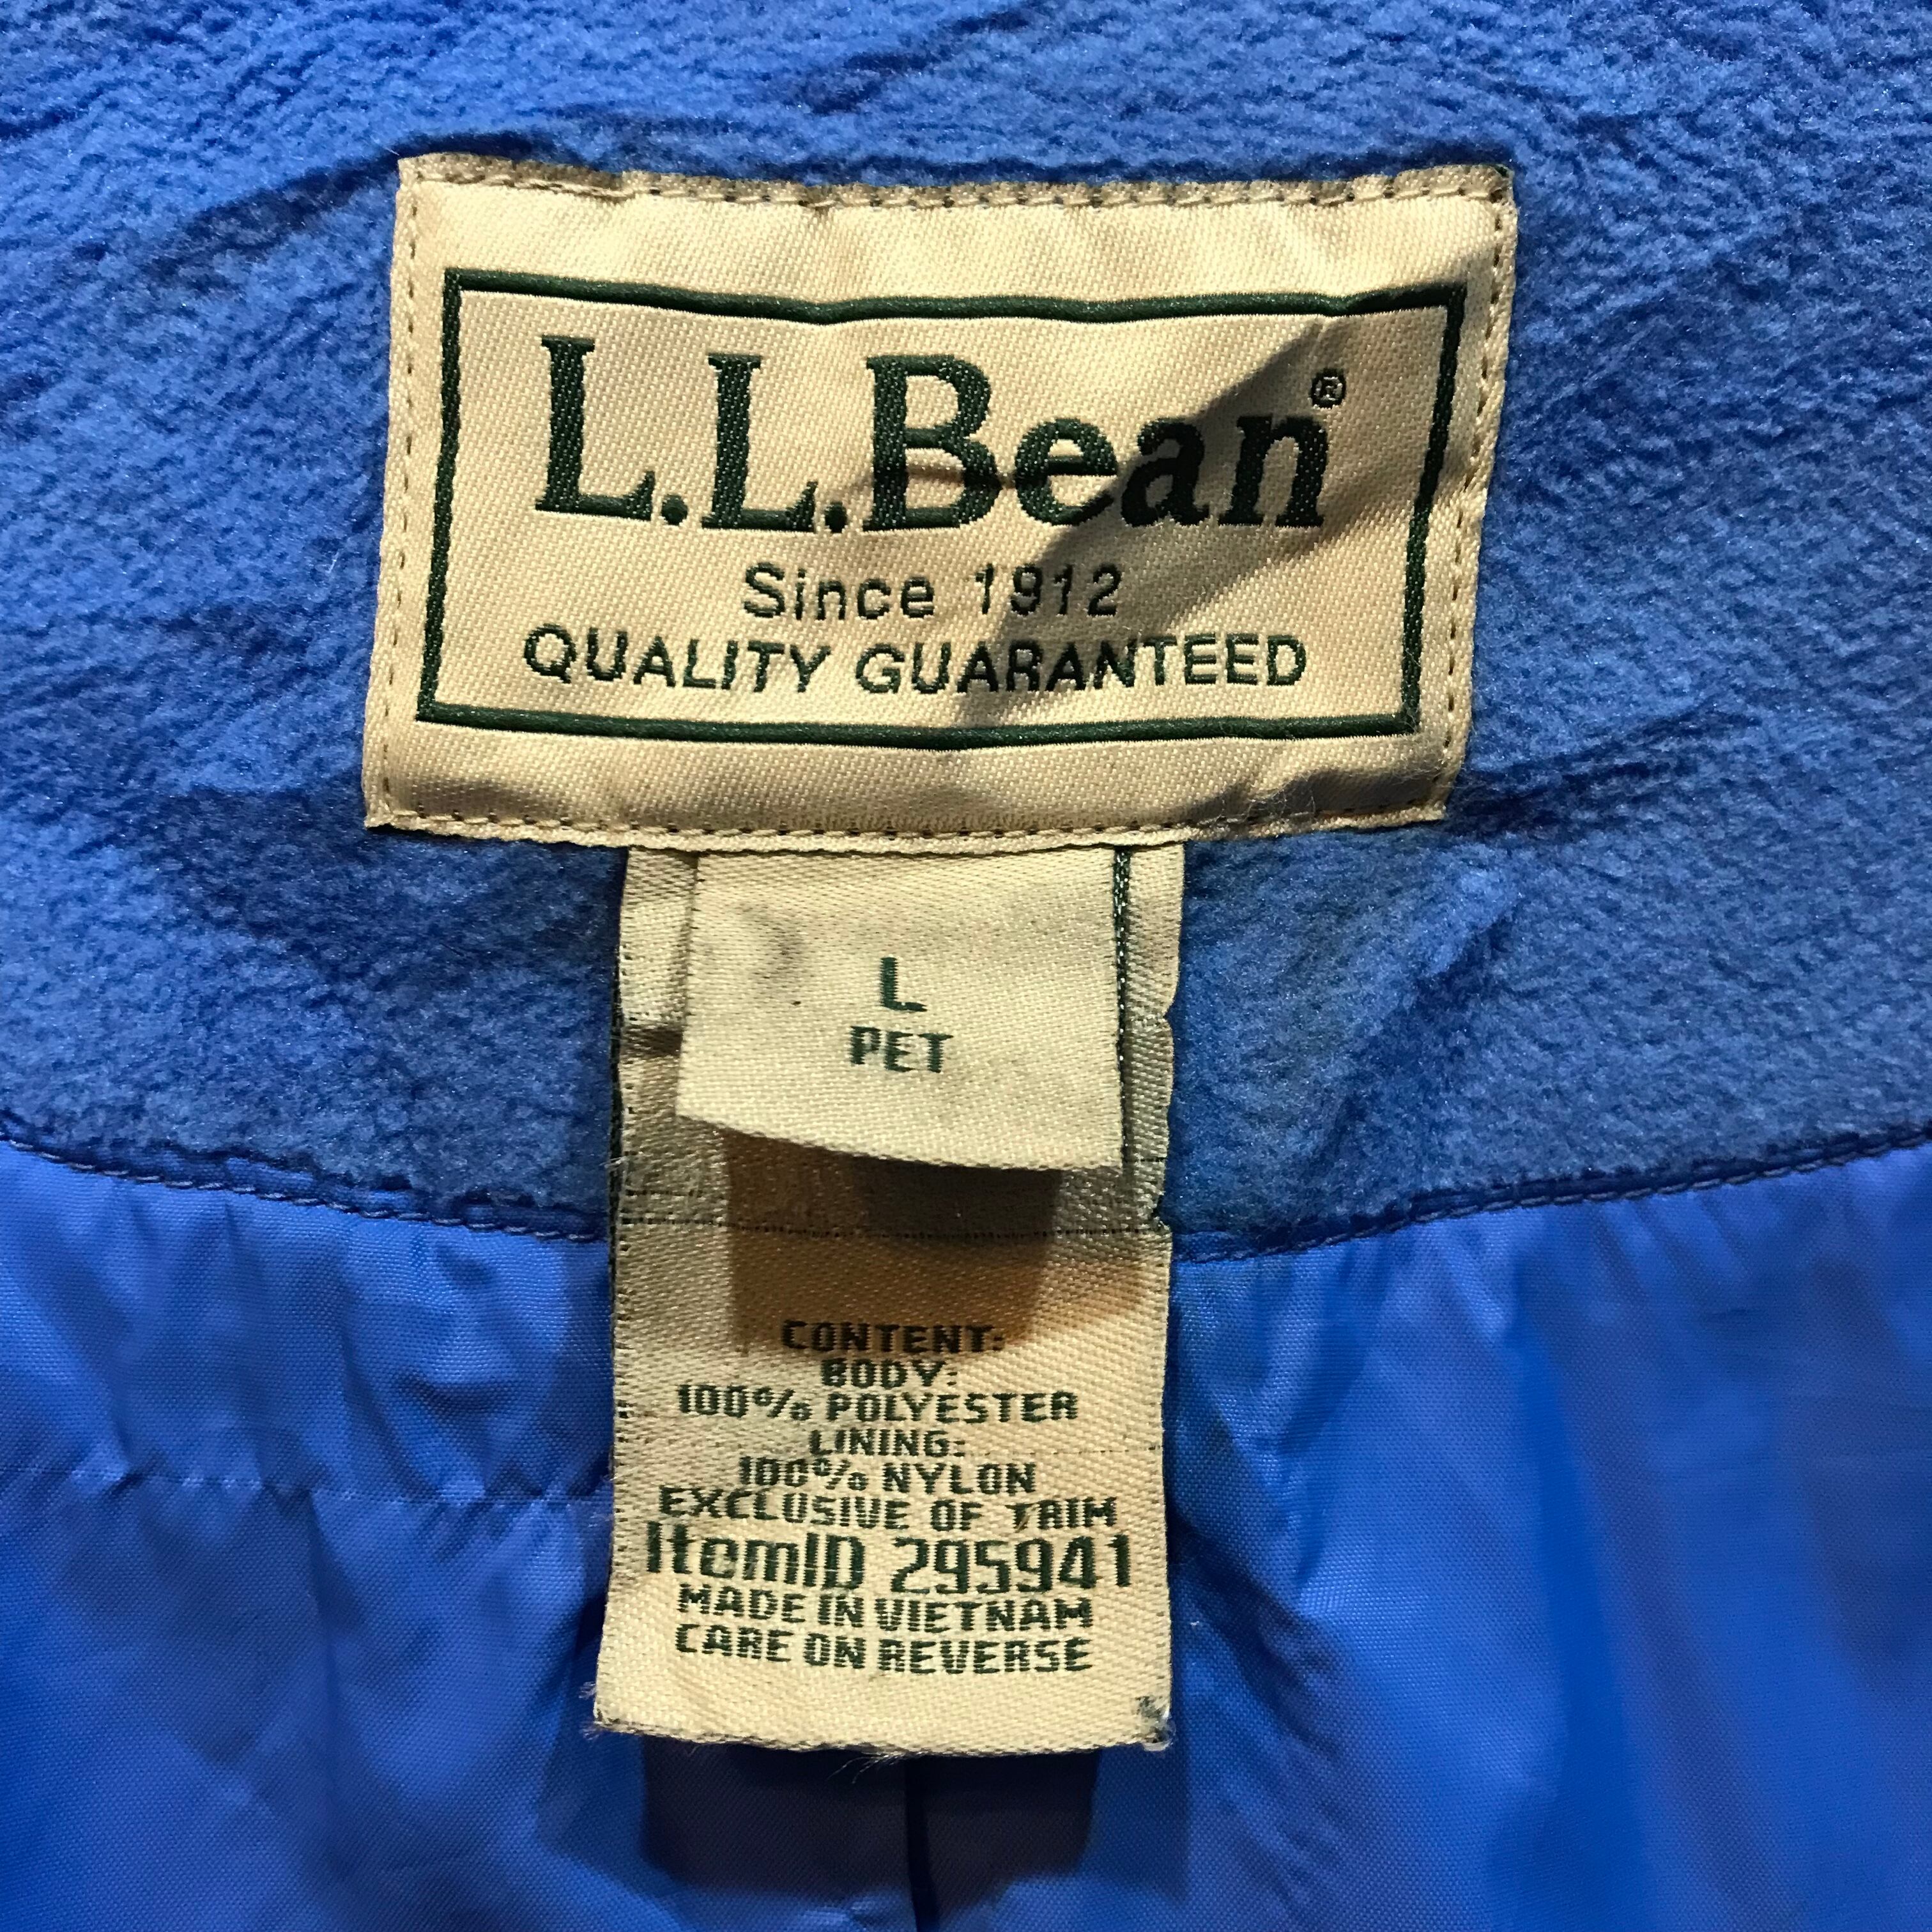 L.L.Bean®
Since 1912
QUALITY GUARANTEED
L
PET
CONTENT:
BODY:
100% POLYESTER
LINING:
100% NYLON
EXCLUSIVE OF TRIM
ItemID 295941
MADE IN VIETNAM
CARE ON REVERSE